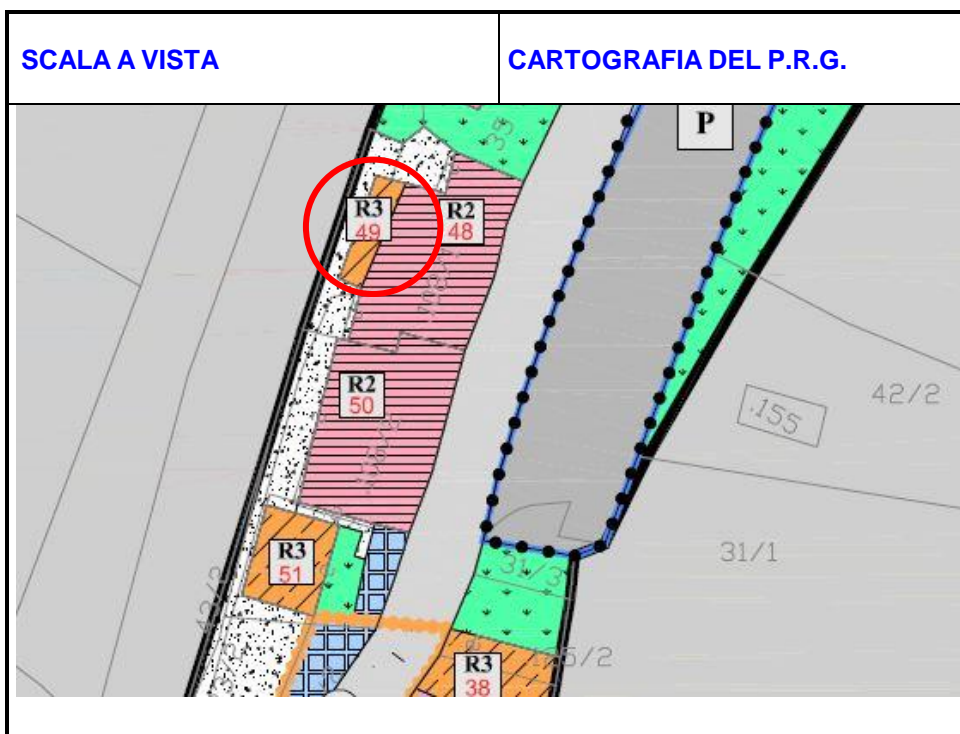 SCALA A VISTA
CARTOGRAFIA DEL P.R.G.
P
35
R3
49
R2
48
R2
50
42/2
.155
R3
51
31/1
31/3
R3
38